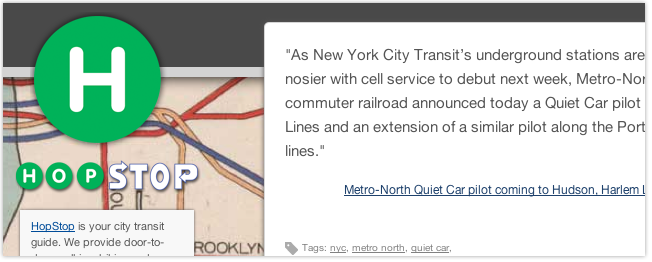 H
HOPSTOP
HopStop is your city transit
guide. We provide door-to-
ROOKLYN
"As New York City Transit's underground stations are
nosier with cell service to debut next week, Metro-Nor
commuter railroad announced today a Quiet Car pilot
Lines and an extension of a similar pilot along the Port
lines."
Metro-North Quiet Car pilot coming to Hudson, Harlem L
Tags: nyc, metro north, quiet car,